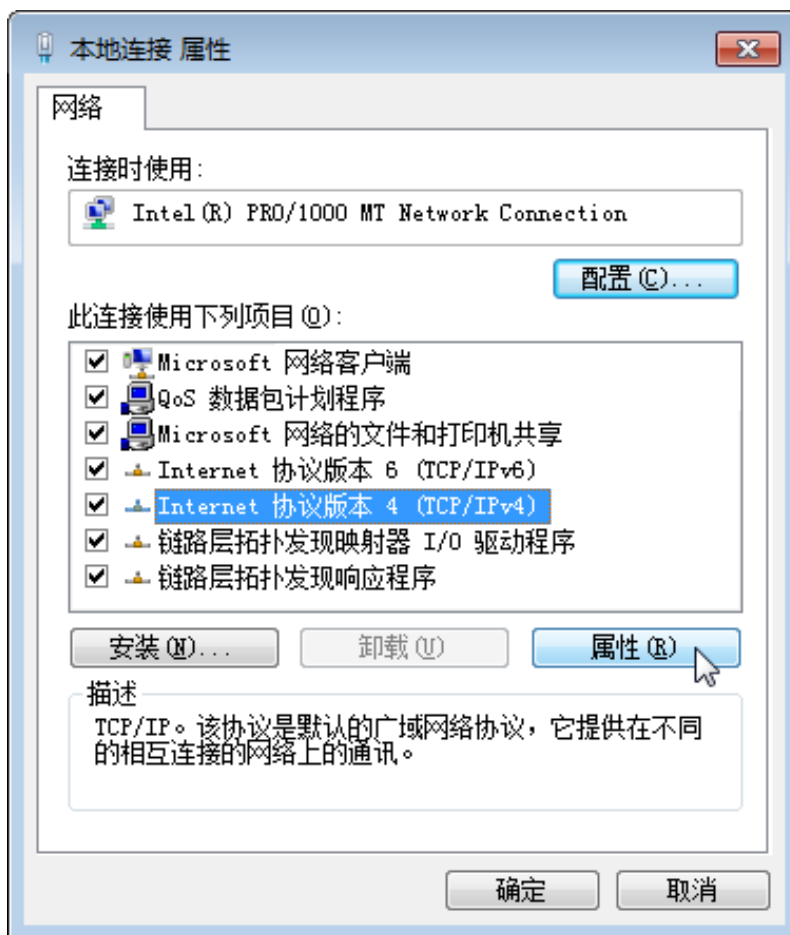 本地连接 属性
网络
连接时使用:
Intel(R) PRO/1000 MT Network Connection
配置(C)...
此连接使用下列项目(O):
Microsoft 网络客户端
QoS 数据包计划程序
Microsoft 网络的文件和打印机共享
Internet 协议版本 6 (TCP/IPv6)
Internet 协议版本 4 (TCP/IPv4)
链路层拓扑发现映射器 I/O 驱动程序
链路层拓扑发现响应程序
安装(N)...
卸载(U)
属性(R)
描述
TCP/IP。该协议是默认的广域网络协议，它提供在不同
的相互连接的网络上的通讯。
确定
取消